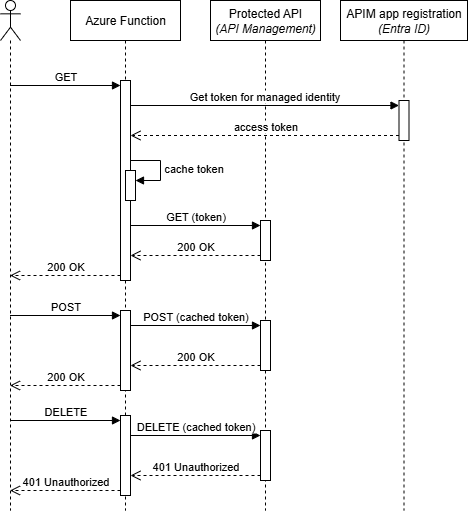 Azure Function
Protected API
(API Management)
APIM app registration
(Entra ID)
GET
Get token for managed identity
access token
cache token
GET (token)
200 OK
200 OK
POST
POST (cached token)
200 OK
200 OK
DELETE
DELETE (cached token)
401 Unauthorized
401 Unauthorized